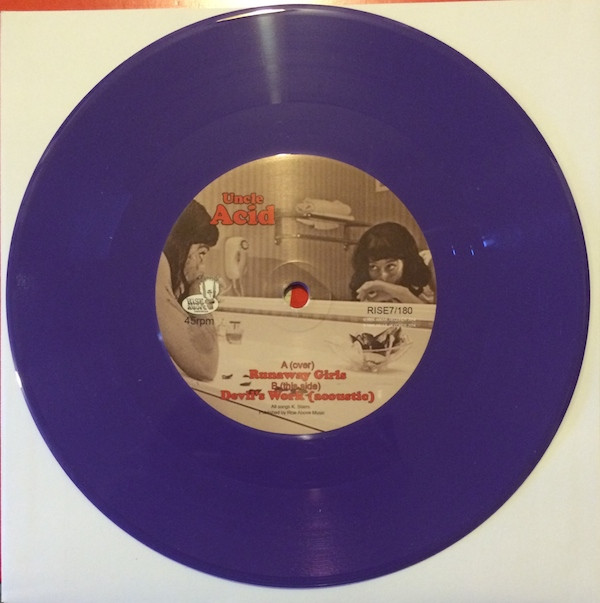 Uncle
Acid
RISE7/180
45rpm
A (over)
Runaway Girls
B (this side)
Devil's Work (acoustic)